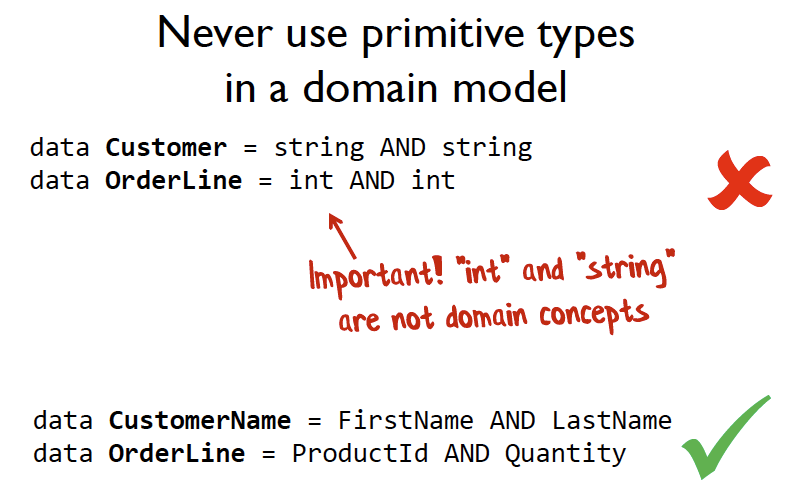 Never use primitive types
in a domain model
data Customer = string AND string
data OrderLine = int AND int
Important! "int" and "string"
are not domain concepts
data CustomerName = FirstName AND LastName
data OrderLine = ProductId AND Quantity